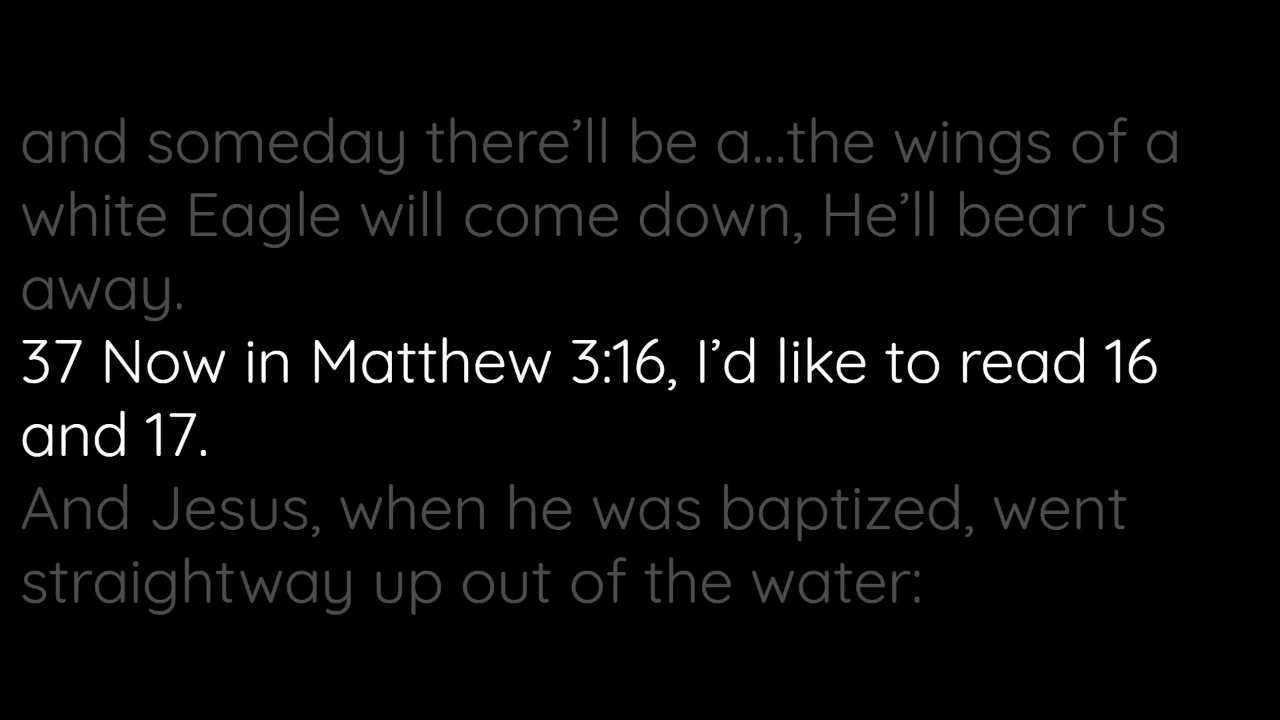 and someday there’ll be a...the wings of a
white Eagle will come down, He’ll bear us
away.
37 Now in Matthew 3:16, I’d like to read 16
and 17.
And Jesus, when he was baptized, went
straightway up out of the water: